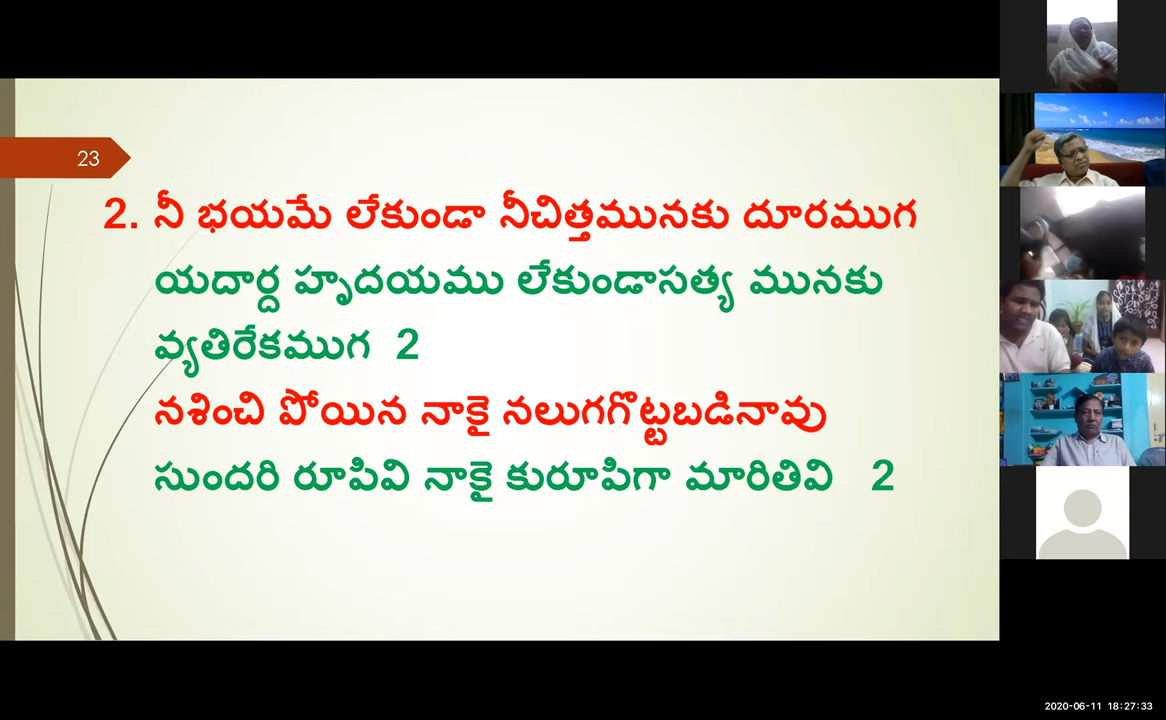 23
2. నీ భయమే లేకుండా నీచిత్తమునకు దూరముగ
యదార్ద హృదయము లేకుండాసత్య మునకు
వ్యతిరేకముగ 2
నశించి పోయిన నాకై నలుగగొట్టబడినావు
సుందరి రూపివి నాకై కురూపిగా మారితివి 2
2020-06-11 18:27:33